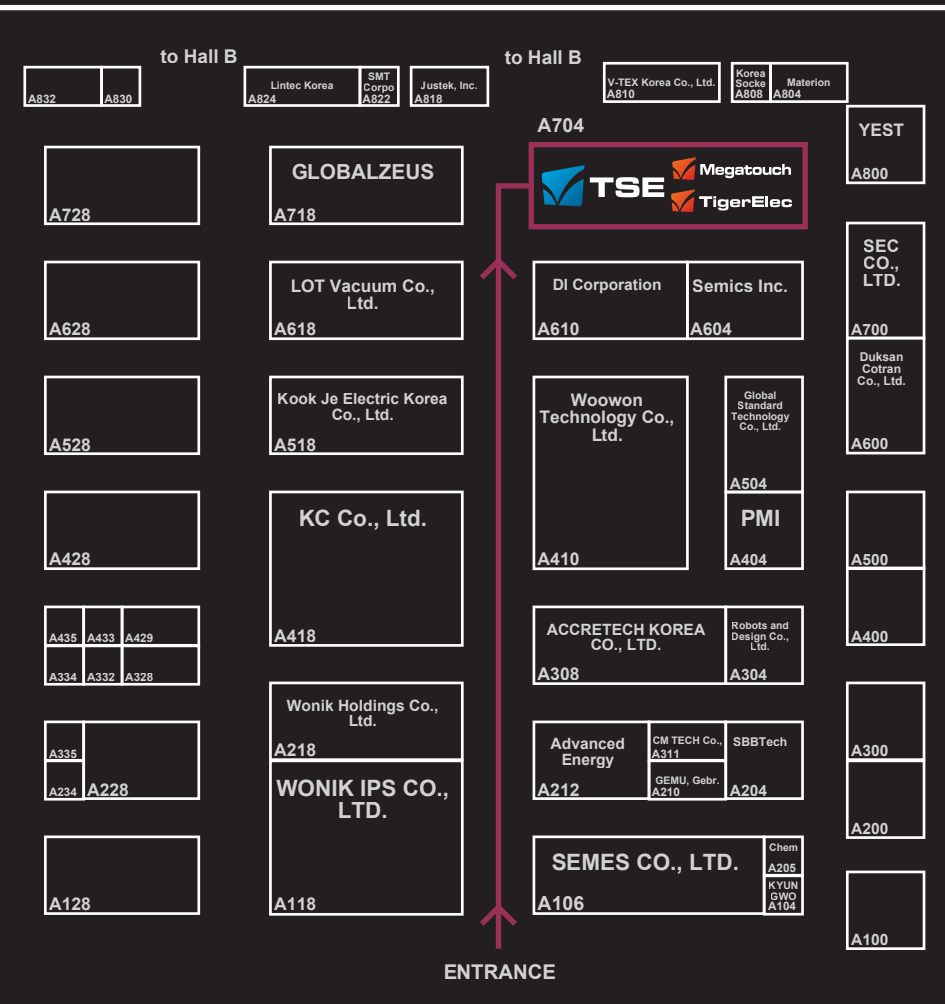 to Hall B
to Hall B
A832
A830
Lintec Korea
A824
SMT
Corpo
A822
Justek, Inc.
A818
V-TEX Korea Co., Ltd.
A810
Korea
Socke
A808
Materion
A804
A704
YEST
A800
A728
GLOBALZEUS
A718
TSE
Megatouch
TigerElec
SEC
CO.,
LTD.
A700
A628
LOT Vacuum Co.,
Ltd.
A618
DI Corporation
A610
Semics Inc.
A604
Duksan
Cotran
Co., Ltd.
A600
A528
Kook Je Electric Korea
Co., Ltd.
A518
Woowon
Technology Co.,
Ltd.
A410
Global
Standard
Technology
Co., Ltd.
A504
PMI
A404
A428
KC Co., Ltd.
A418
A500
A400
A435
A433
A429
A334
A332
A328
ACCRETECH KOREA
CO., LTD.
A308
Robots and
Design Co.,
Ltd.
A304
A335
A234
A228
Wonik Holdings Co.,
Ltd.
A218
Advanced
Energy
A212
CM TECH Co.,
A311
GEMU, Gebr.
A210
SBBTech
A204
A300
A200
WONIK IPS CO.,
LTD.
A118
A128
SEMES CO., LTD.
A106
Chem
A205
KYUN
GWO
A104
A100
ENTRANCE